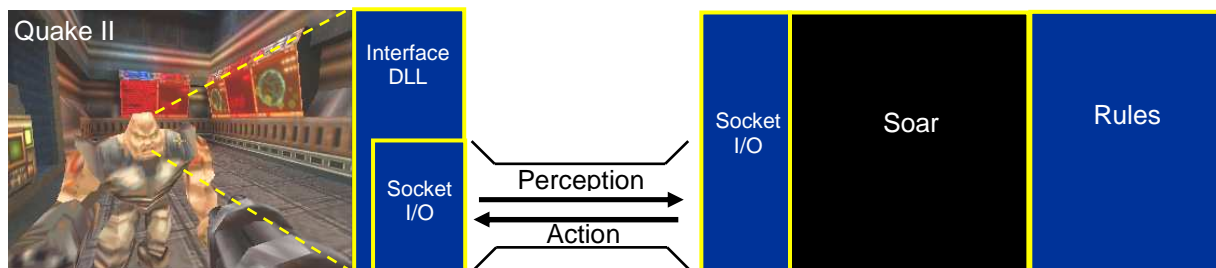 Quake II
Interface
DLL
Socket
I/O
Perception
Action
Socket
I/O
Soar
Rules